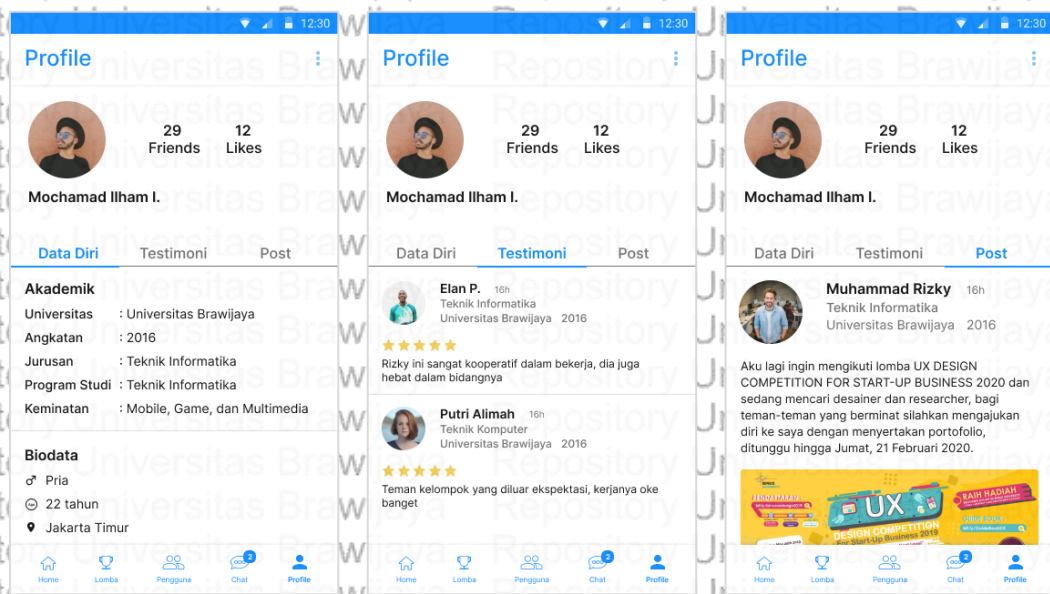 12:30
Profile
29
Friends
12
Likes
Mochamad Ilham I.
Data Diri
Testimoni
Post
Akademik
Universitas : Universitas Brawijaya
Angkatan : 2016
Jurusan : Teknik Informatika
Program Studi : Teknik Informatika
Keminatan : Mobile, Game, dan Multimedia
Biodata
Pria
22 tahun
Jakarta Timur
Home
Lomba
Pengguna
2
Chat
Profile
12:30
Profile
29
Friends
12
Likes
Mochamad Ilham I.
Data Diri
Testimoni
Post
Elan P. 16h
Teknik Informatika
Universitas Brawijaya 2016
Rizky ini sangat kooperatif dalam bekerja, dia juga
hebat dalam bidangnya
Putri Alimah 16h
Teknik Komputer
Universitas Brawijaya 2016
Teman kelompok yang diluar ekspektasi, kerjanya oke
banget
Home
Lomba
Pengguna
2
Chat
Profile
12:30
Profile
29
Friends
12
Likes
Mochamad Ilham I.
Data Diri
Testimoni
Post
Muhammad Rizky 16h
Teknik Informatika
Universitas Brawijaya 2016
Aku lagi ingin mengikuti lomba UX DESIGN
COMPETITION FOR START-UP BUSINESS 2020 dan
sedang mencari desainer dan researcher, bagi
teman-teman yang berminat silahkan mengajukan
diri ke saya dengan menyertakan portofolio,
ditunggu hingga Jumat, 21 Februari 2020.
PENDAFTARAN
UX
DESIGN COMPETITION
For Start-Up Business 2019
RAIH HADIAH
Home
Lomba
Pengguna
2
Chat
Profile
Repository Universitas Brawijaya